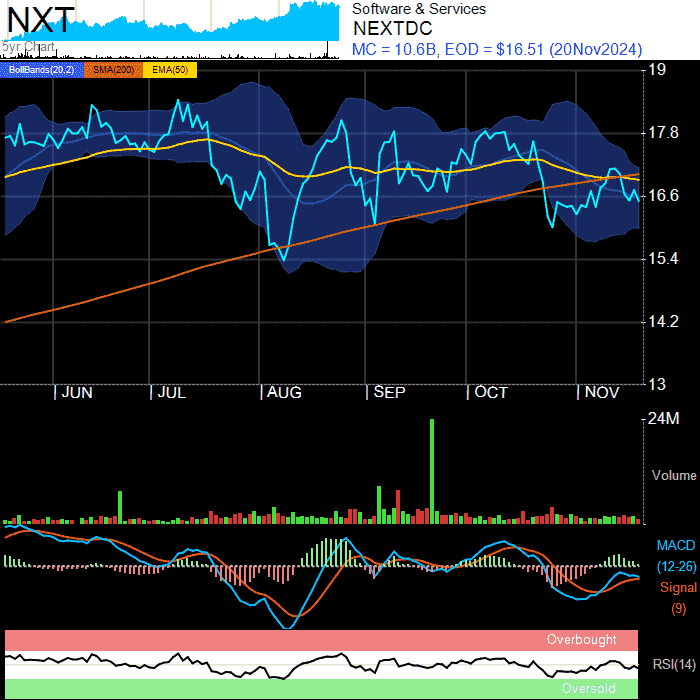 NXT
5yr Chart
Software & Services
NEXTDC
MC = 10.6B, EOD = $16.51 (20Nov2024)
BollBands(20,2) SMA(200) EMA(50)
19
17.8
16.6
15.4
14.2
13
JUN JUL AUG SEP OCT NOV
24M
Volume
MACD
(12-26)
Signal
(9)
Overbought
RSI(14)
Oversold